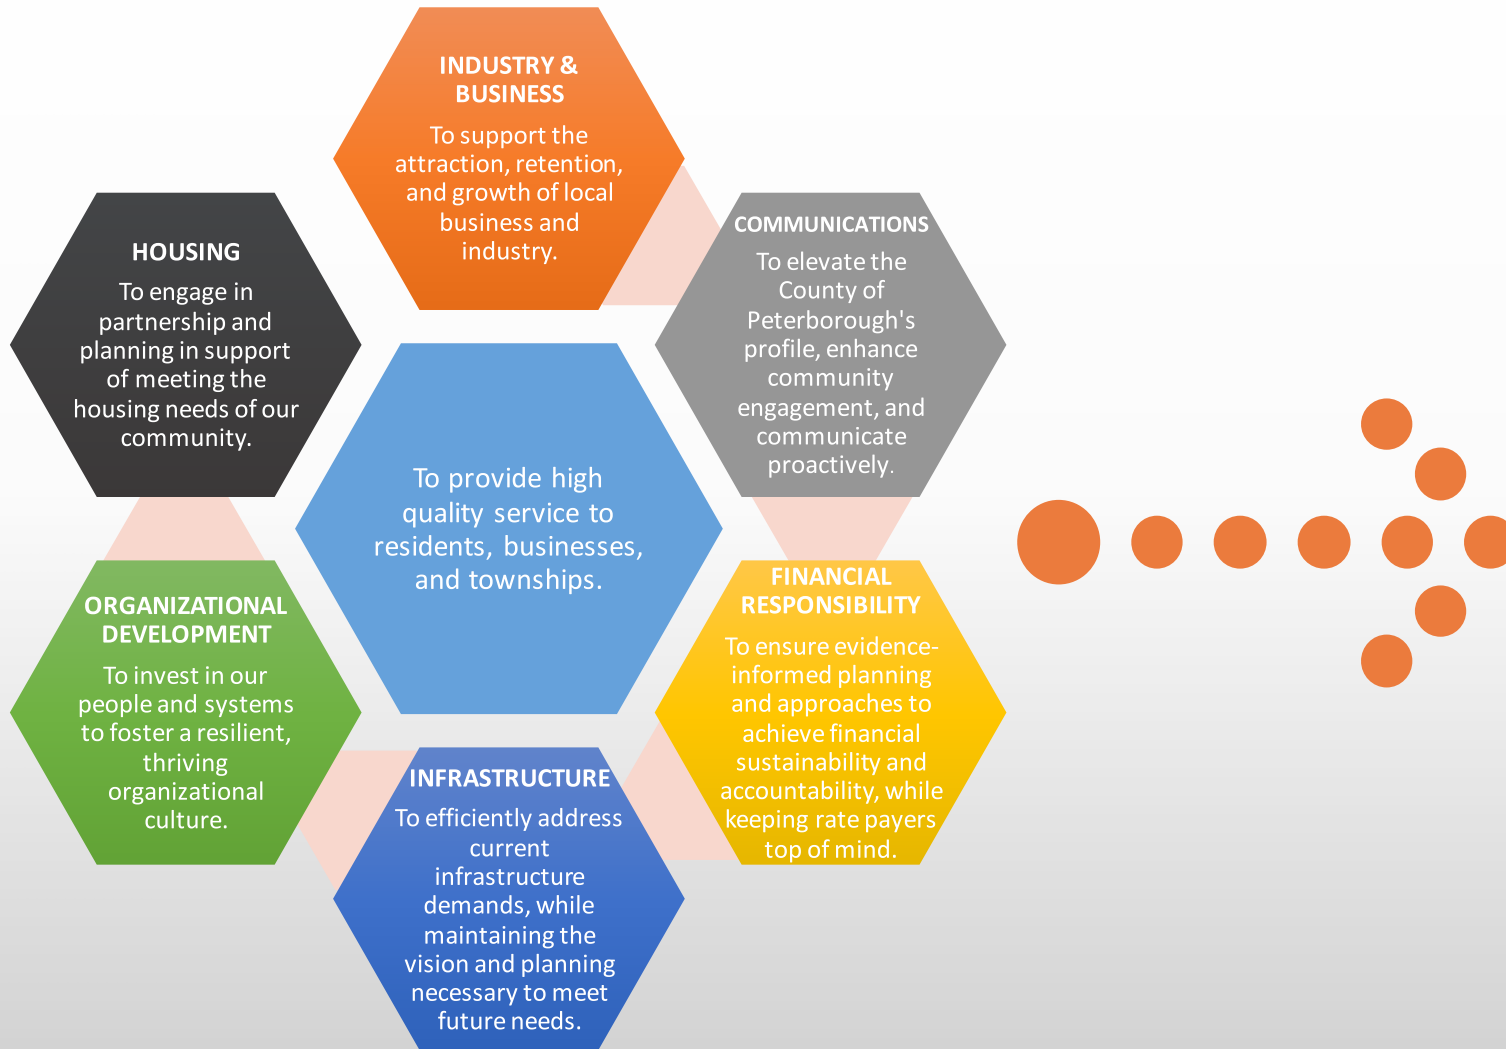 INDUSTRY &
BUSINESS
To support the
attraction, retention,
and growth of local
business and
industry.
COMMUNICATIONS
To elevate the
County of
Peterborough's
profile, enhance
community
engagement, and
communicate
proactively.
FINANCIAL
RESPONSIBILITY
To ensure evidence-
informed planning
and approaches to
achieve financial
sustainability and
accountability, while
keeping rate payers
top of mind.
INFRASTRUCTURE
To efficiently address
current
infrastructure
demands, while
maintaining the
vision and planning
necessary to meet
future needs.
ORGANIZATIONAL
DEVELOPMENT
To invest in our
people and systems
to foster a resilient,
thriving
organizational
culture.
HOUSING
To engage in
partnership and
planning in support
of meeting the
housing needs of our
community.
To provide high
quality service to
residents, businesses,
and townships.